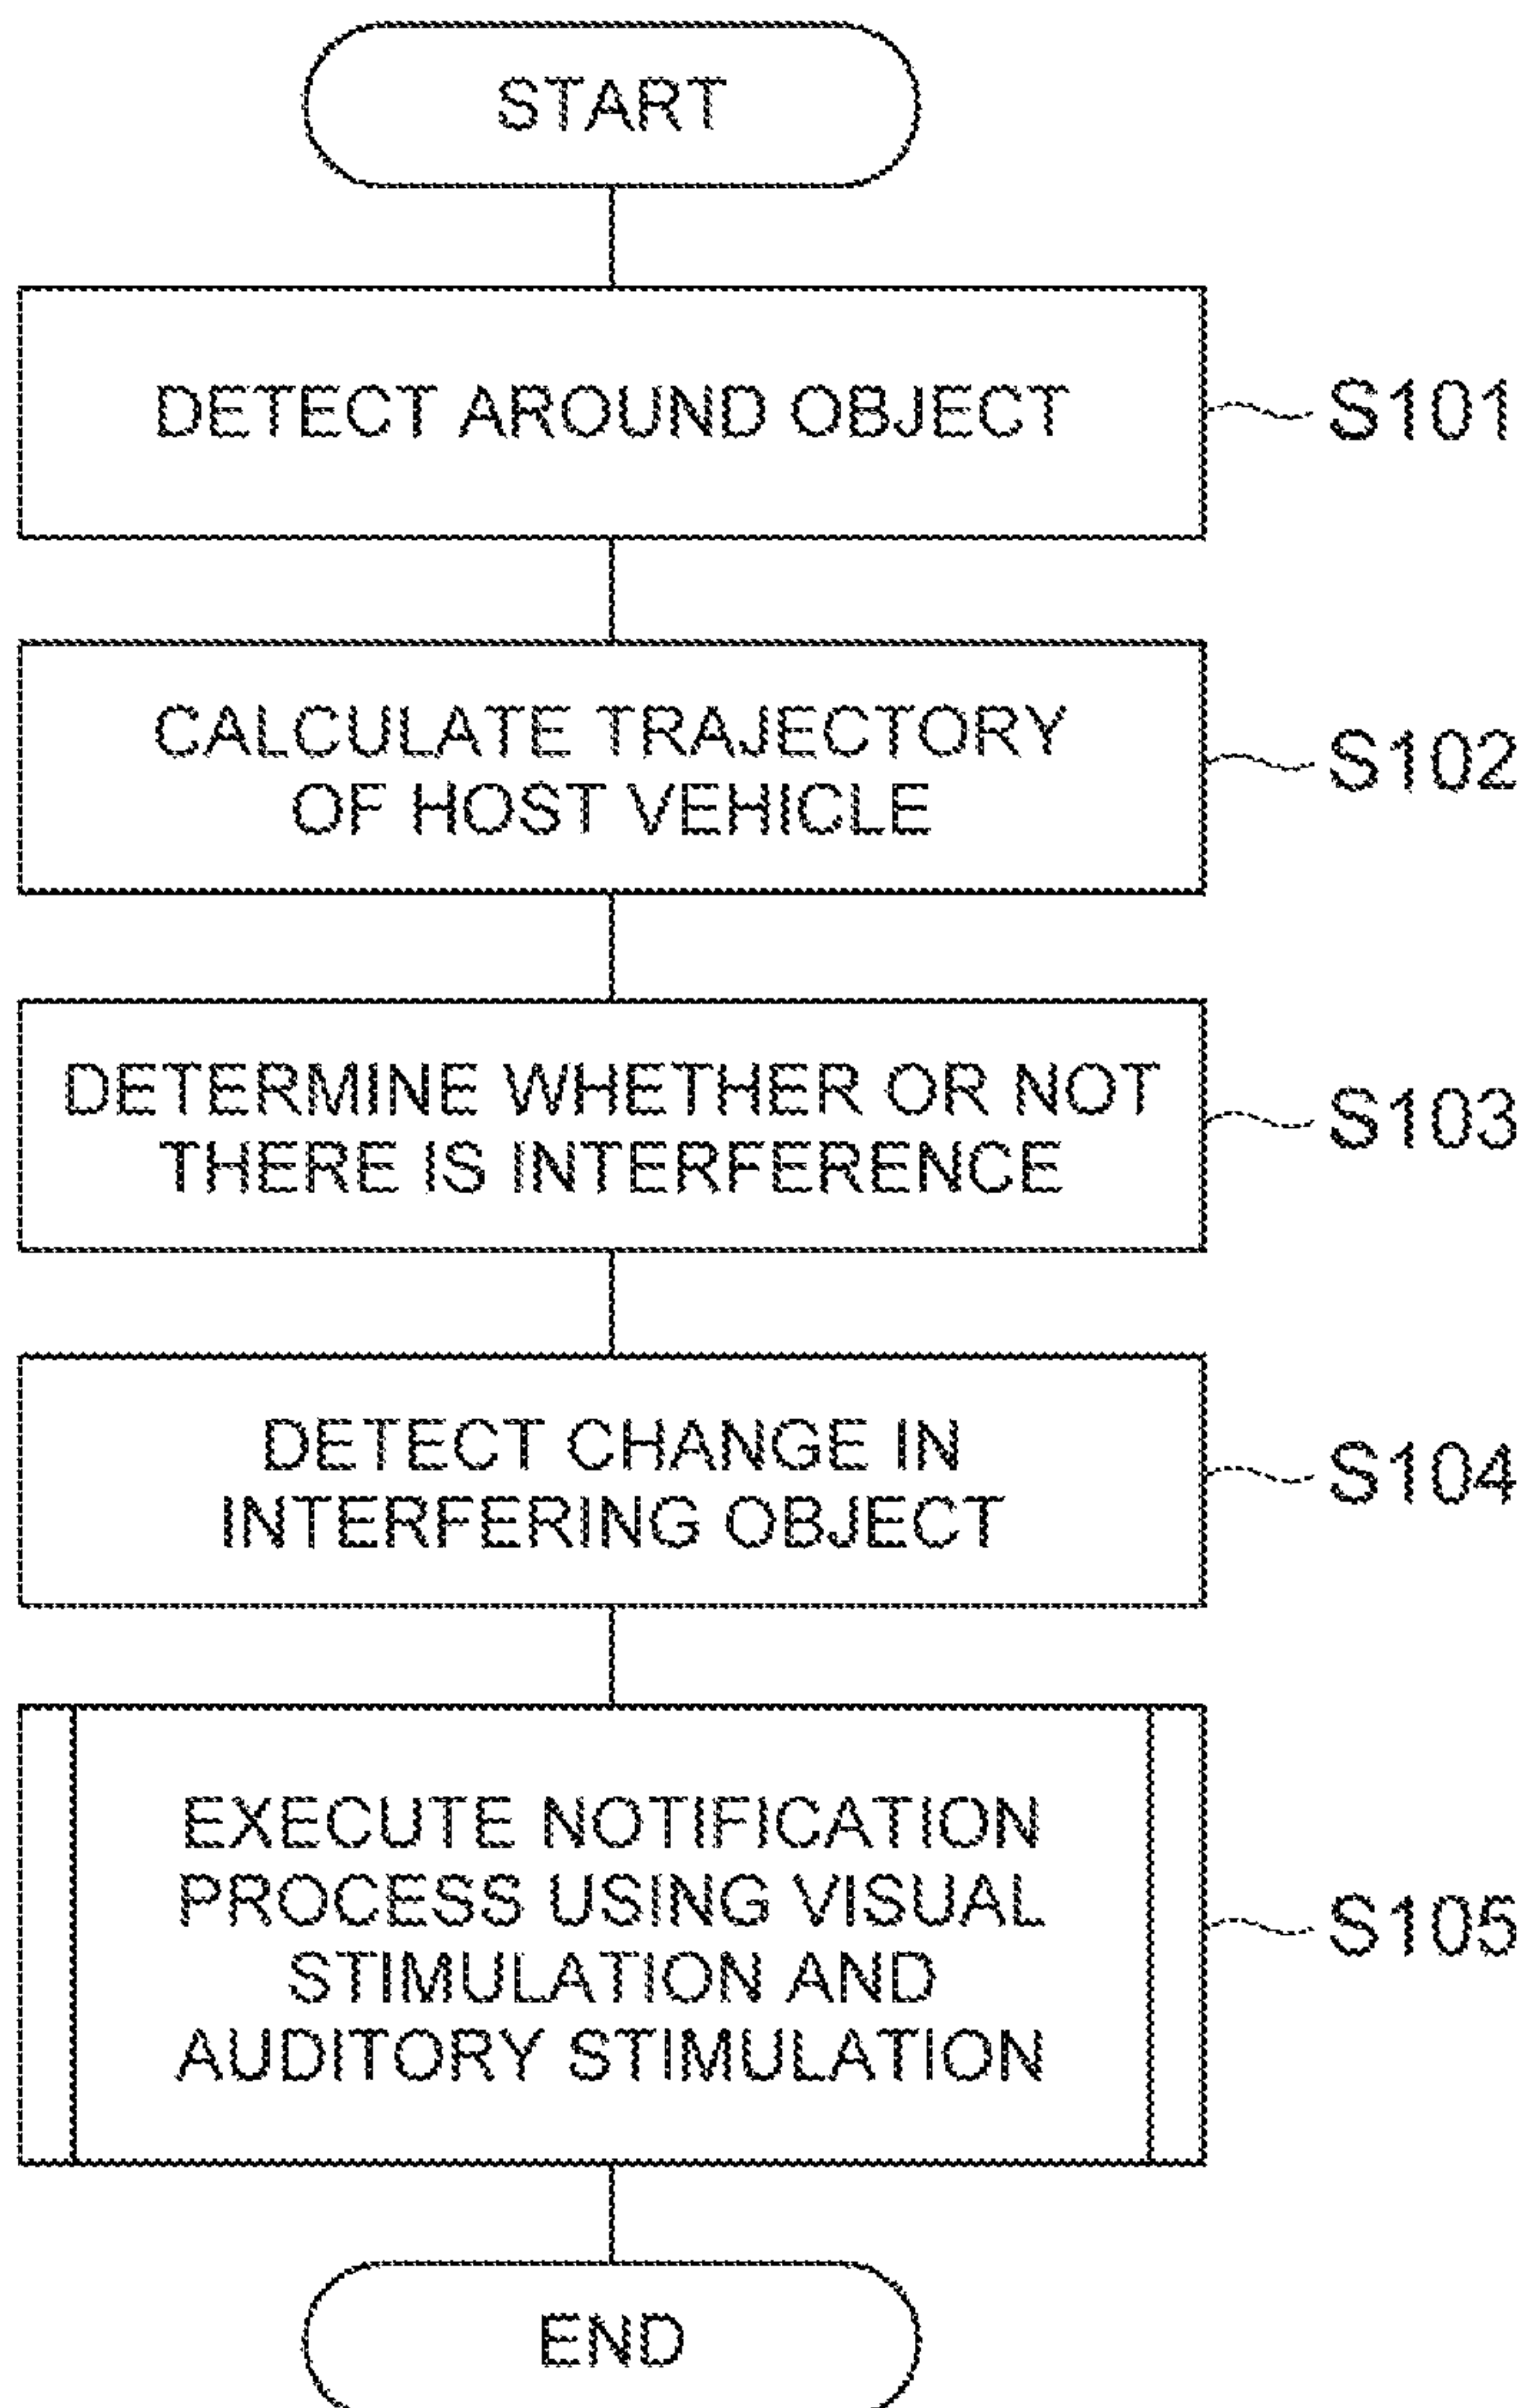 START
DETECT AROUND OBJECT
S101
CALCULATE TRAJECTORY
OF HOST VEHICLE
S102
DETERMINE WHETHER OR NOT
THERE IS INTERFERENCE
S103
DETECT CHANGE IN
INTERFERING OBJECT
S104
EXECUTE NOTIFICATION
PROCESS USING VISUAL
STIMULATION AND
AUDITORY STIMULATION
S105
END